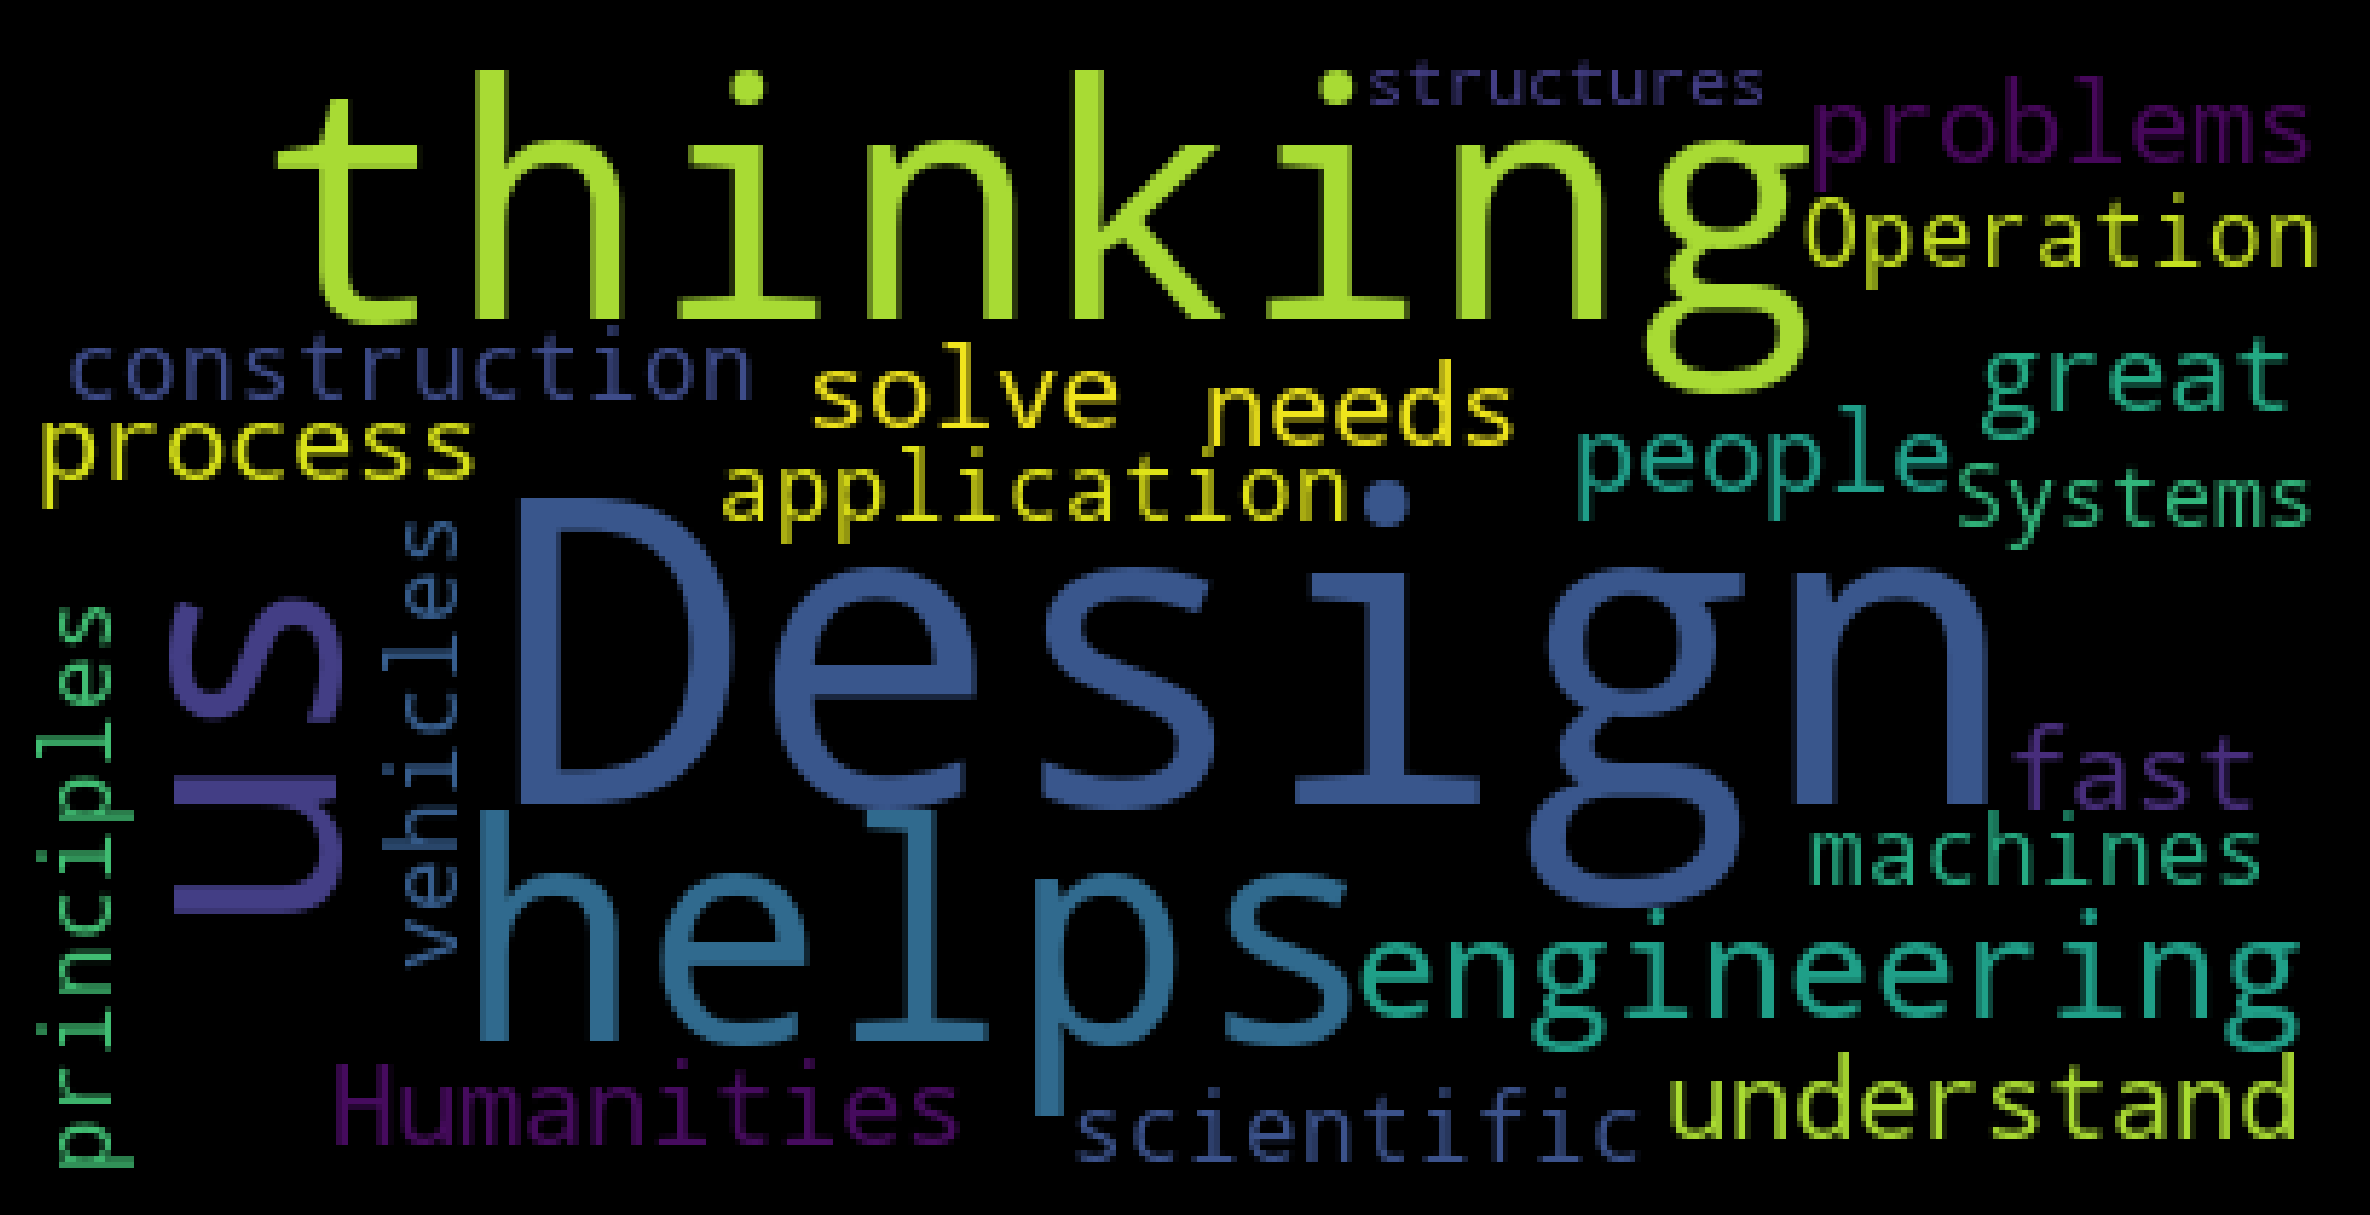 structures
thinking
problems
Operation
construction
solve
needs
great
process
application
people
Systems
principles
us
vehicles
Design
fast
helps
machines
engineering
Humanities
scientific
understand